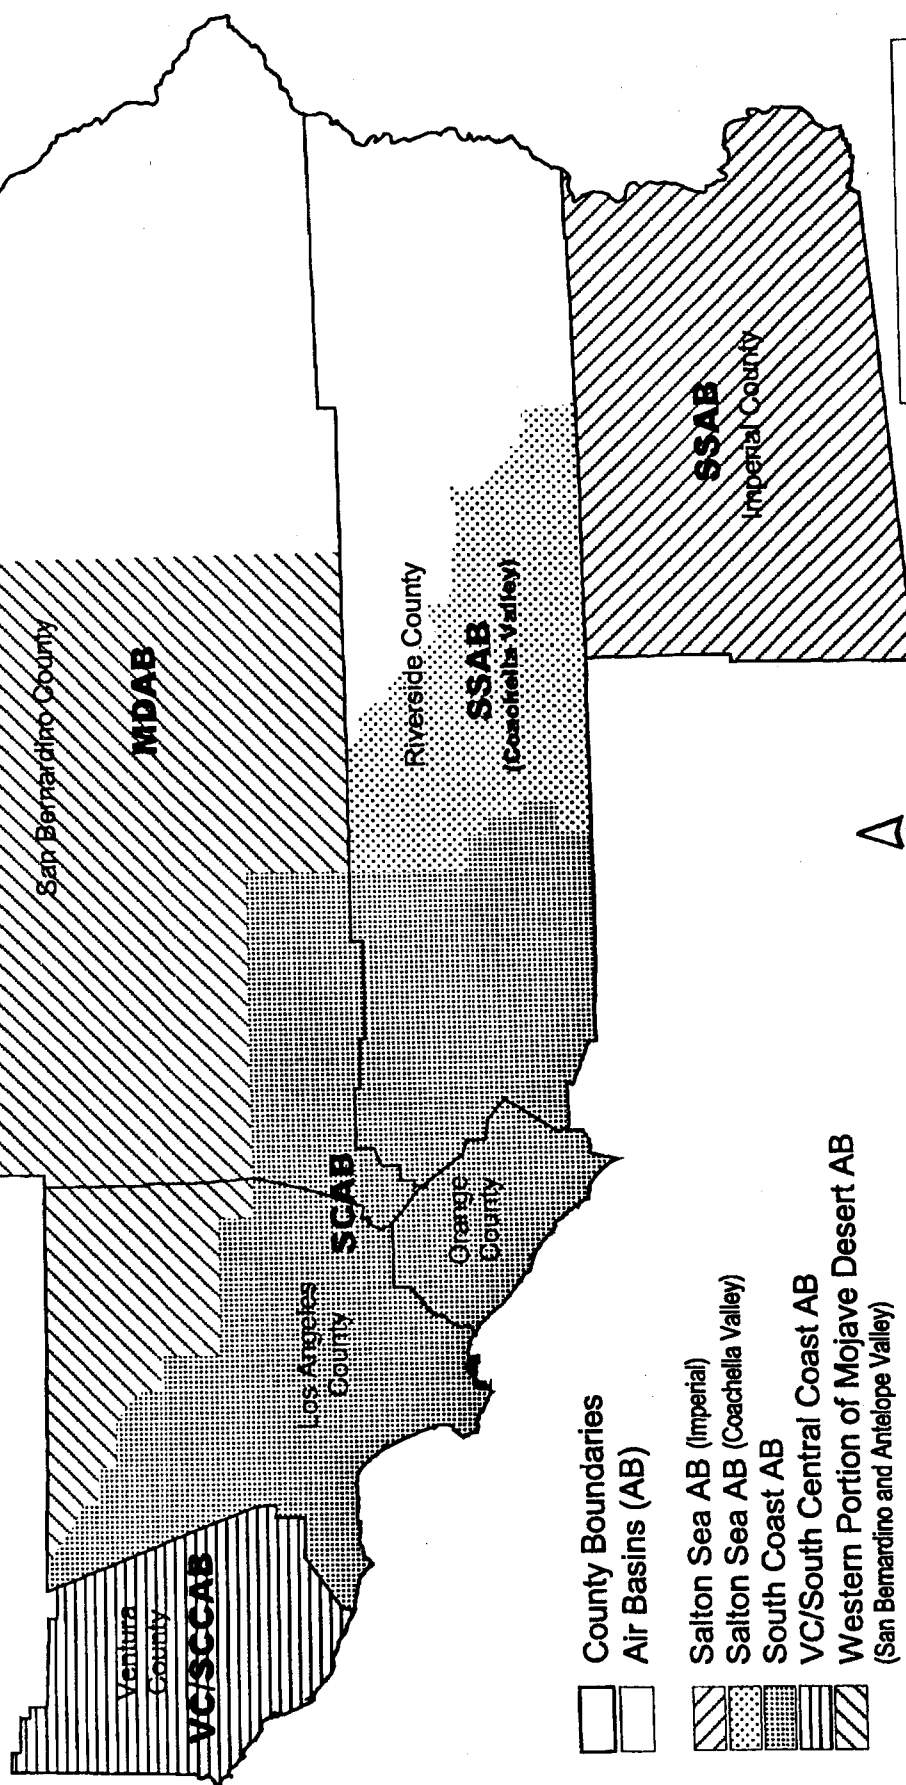 San Bernardino County
MDAB
Riverside County
SSAB
(Coachella Valley)
SSAB
Imperial County
SCAB
Los Angeles
County
Orange
County
Ventura
County
VC/SCCAB
County Boundaries
Air Basins (AB)
Salton Sea AB (Imperial)
Salton Sea AB (Coachella Valley)
South Coast AB
VC/South Central Coast AB
Western Portion of Mojave Desert AB
(San Bernardino and Antelope Valley)